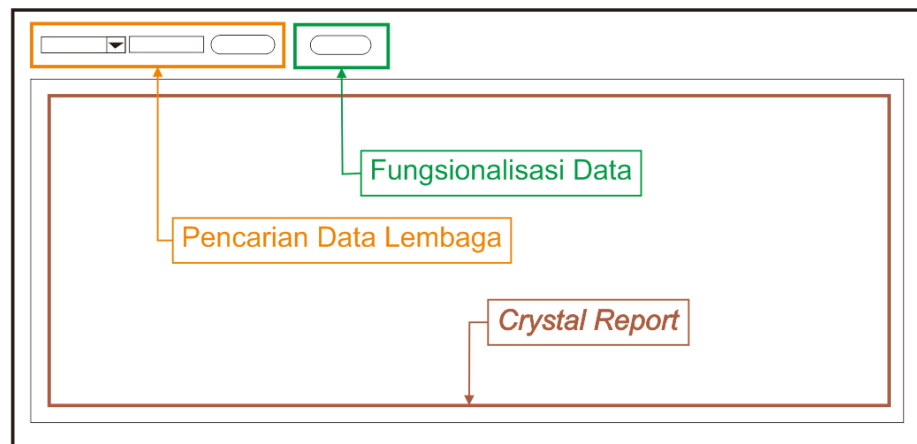 Fungsionalisasi Data
Pencarian Data Lembaga
Crystal Report